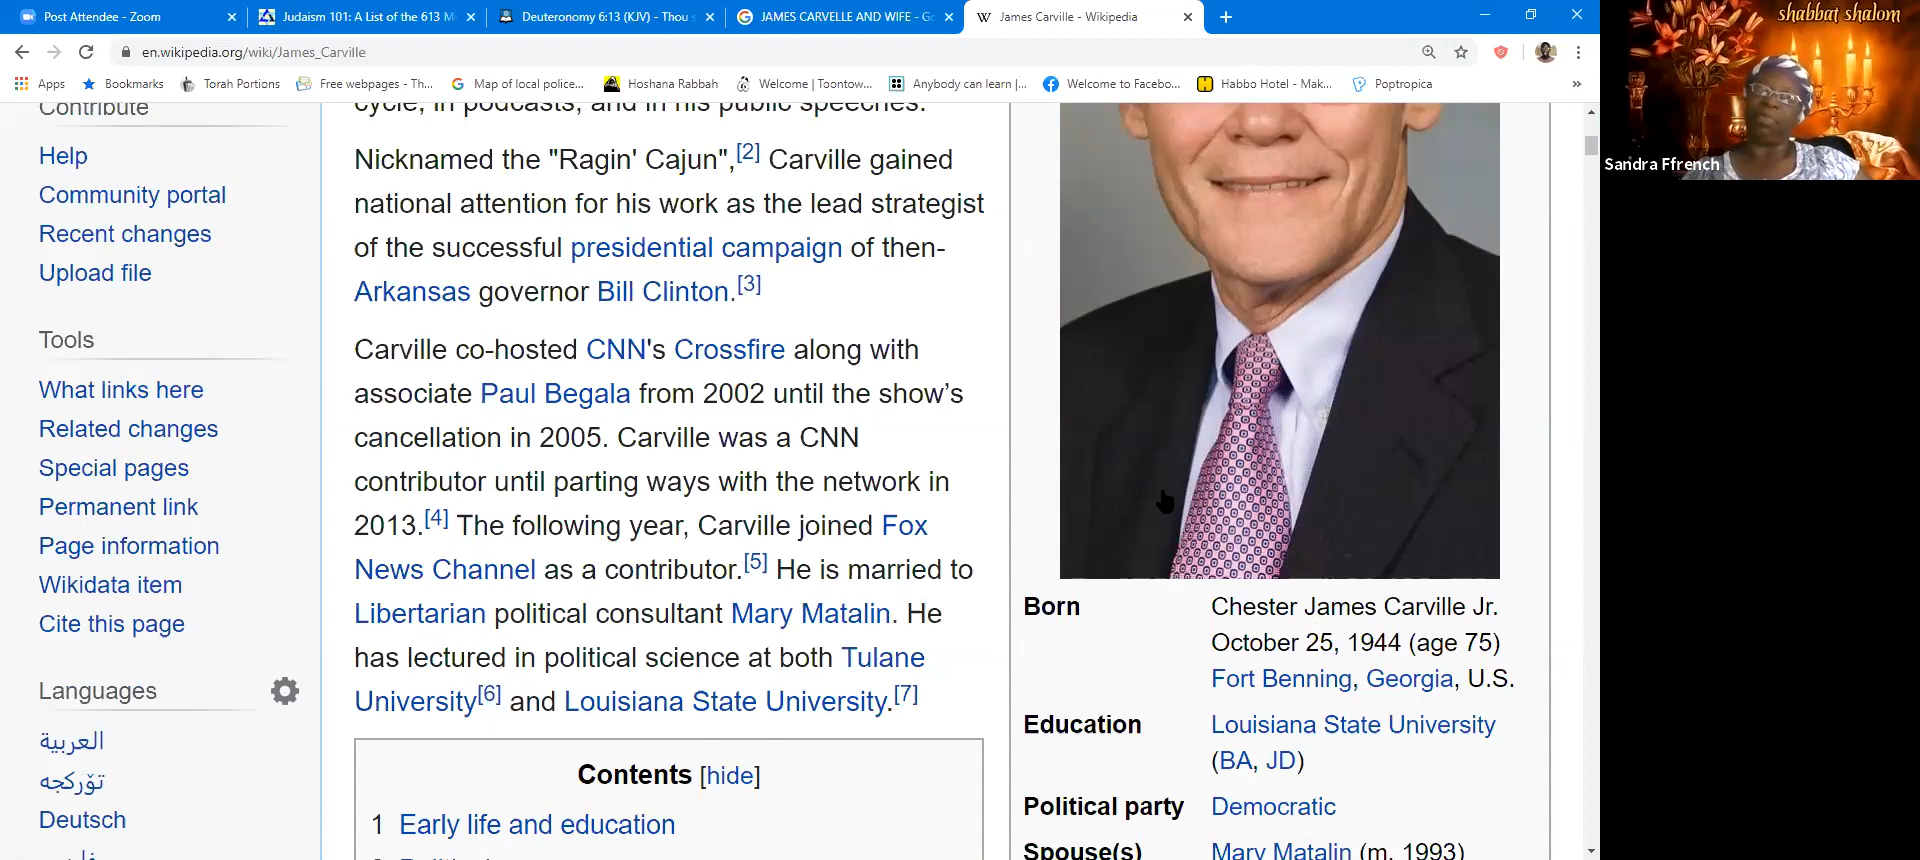 Post Attendee - Zoom
Judaism 101: A List of the 613 Mi
Deuteronomy 6:13 (KJV) - Thou s
JAMES CARVELLE AND WIFE - Go
James Carville - Wikipedia
en.wikipedia.org/wiki/James_Carville
Apps
Bookmarks
Torah Portions
Free webpages - Th...
Map of local police...
Hoshana Rabbah
Welcome | Toontow...
Anybody can learn |...
Welcome to Facebo...
Habbo Hotel - Mak...
Poptropica
shabbat shalom
Sandra Ffrench
Contribute
Help
Community portal
Recent changes
Upload file
Tools
What links here
Related changes
Special pages
Permanent link
Page information
Wikidata item
Cite this page
Languages
العربية
تۆرکجه
Deutsch
cycle, in podcasts, and in his public speeches.
Nicknamed the "Ragin' Cajun",[2] Carville gained
national attention for his work as the lead strategist
of the successful presidential campaign of then-
Arkansas governor Bill Clinton.[3]
Carville co-hosted CNN's Crossfire along with
associate Paul Begala from 2002 until the show’s
cancellation in 2005. Carville was a CNN
contributor until parting ways with the network in
2013.[4] The following year, Carville joined Fox
News Channel as a contributor.[5] He is married to
Libertarian political consultant Mary Matalin. He
has lectured in political science at both Tulane
University[6] and Louisiana State University.[7]
Contents [hide]
1 Early life and education
Born
Chester James Carville Jr.
October 25, 1944 (age 75)
Fort Benning, Georgia, U.S.
Education
Louisiana State University
(BA, JD)
Political party
Democratic
Spouse(s)
Mary Matalin (m. 1993)